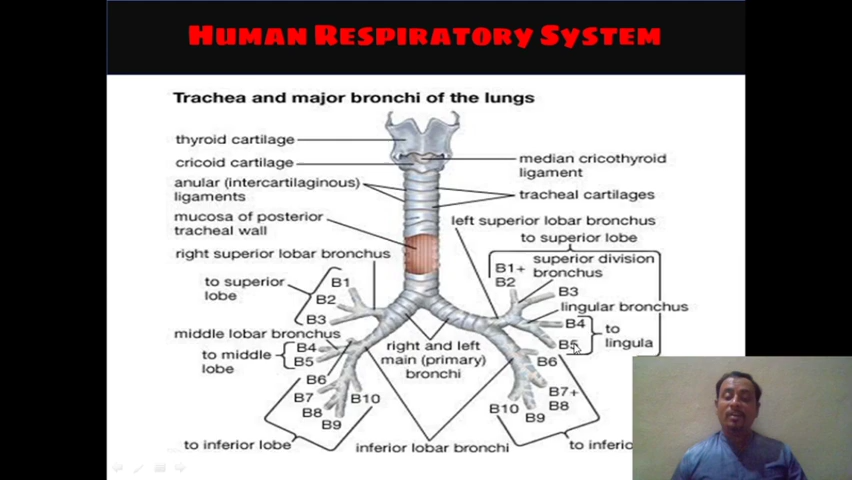 HUMAN RESPIRATORY SYSTEM
Trachea and major bronchi of the lungs
thyroid cartilage
cricoid cartilage
anular (intercartilaginous)
ligaments
mucosa of posterior
tracheal wall
right superior lobar bronchus
to superior
lobe
B1
B2
B3
middle lobar bronchus
to middle
lobe
B4
B5
B6
B7
B8
B9
B10
to inferior lobe
median cricothyroid
ligament
tracheal cartilages
left superior lobar bronchus
to superior lobe
superior division
bronchus
B1+
B2
B3
lingular bronchus
B4
B5
to
lingula
right and left
main (primary)
bronchi
B6
B7+
B8
B9
B10
inferior lobar bronchi
to inferio